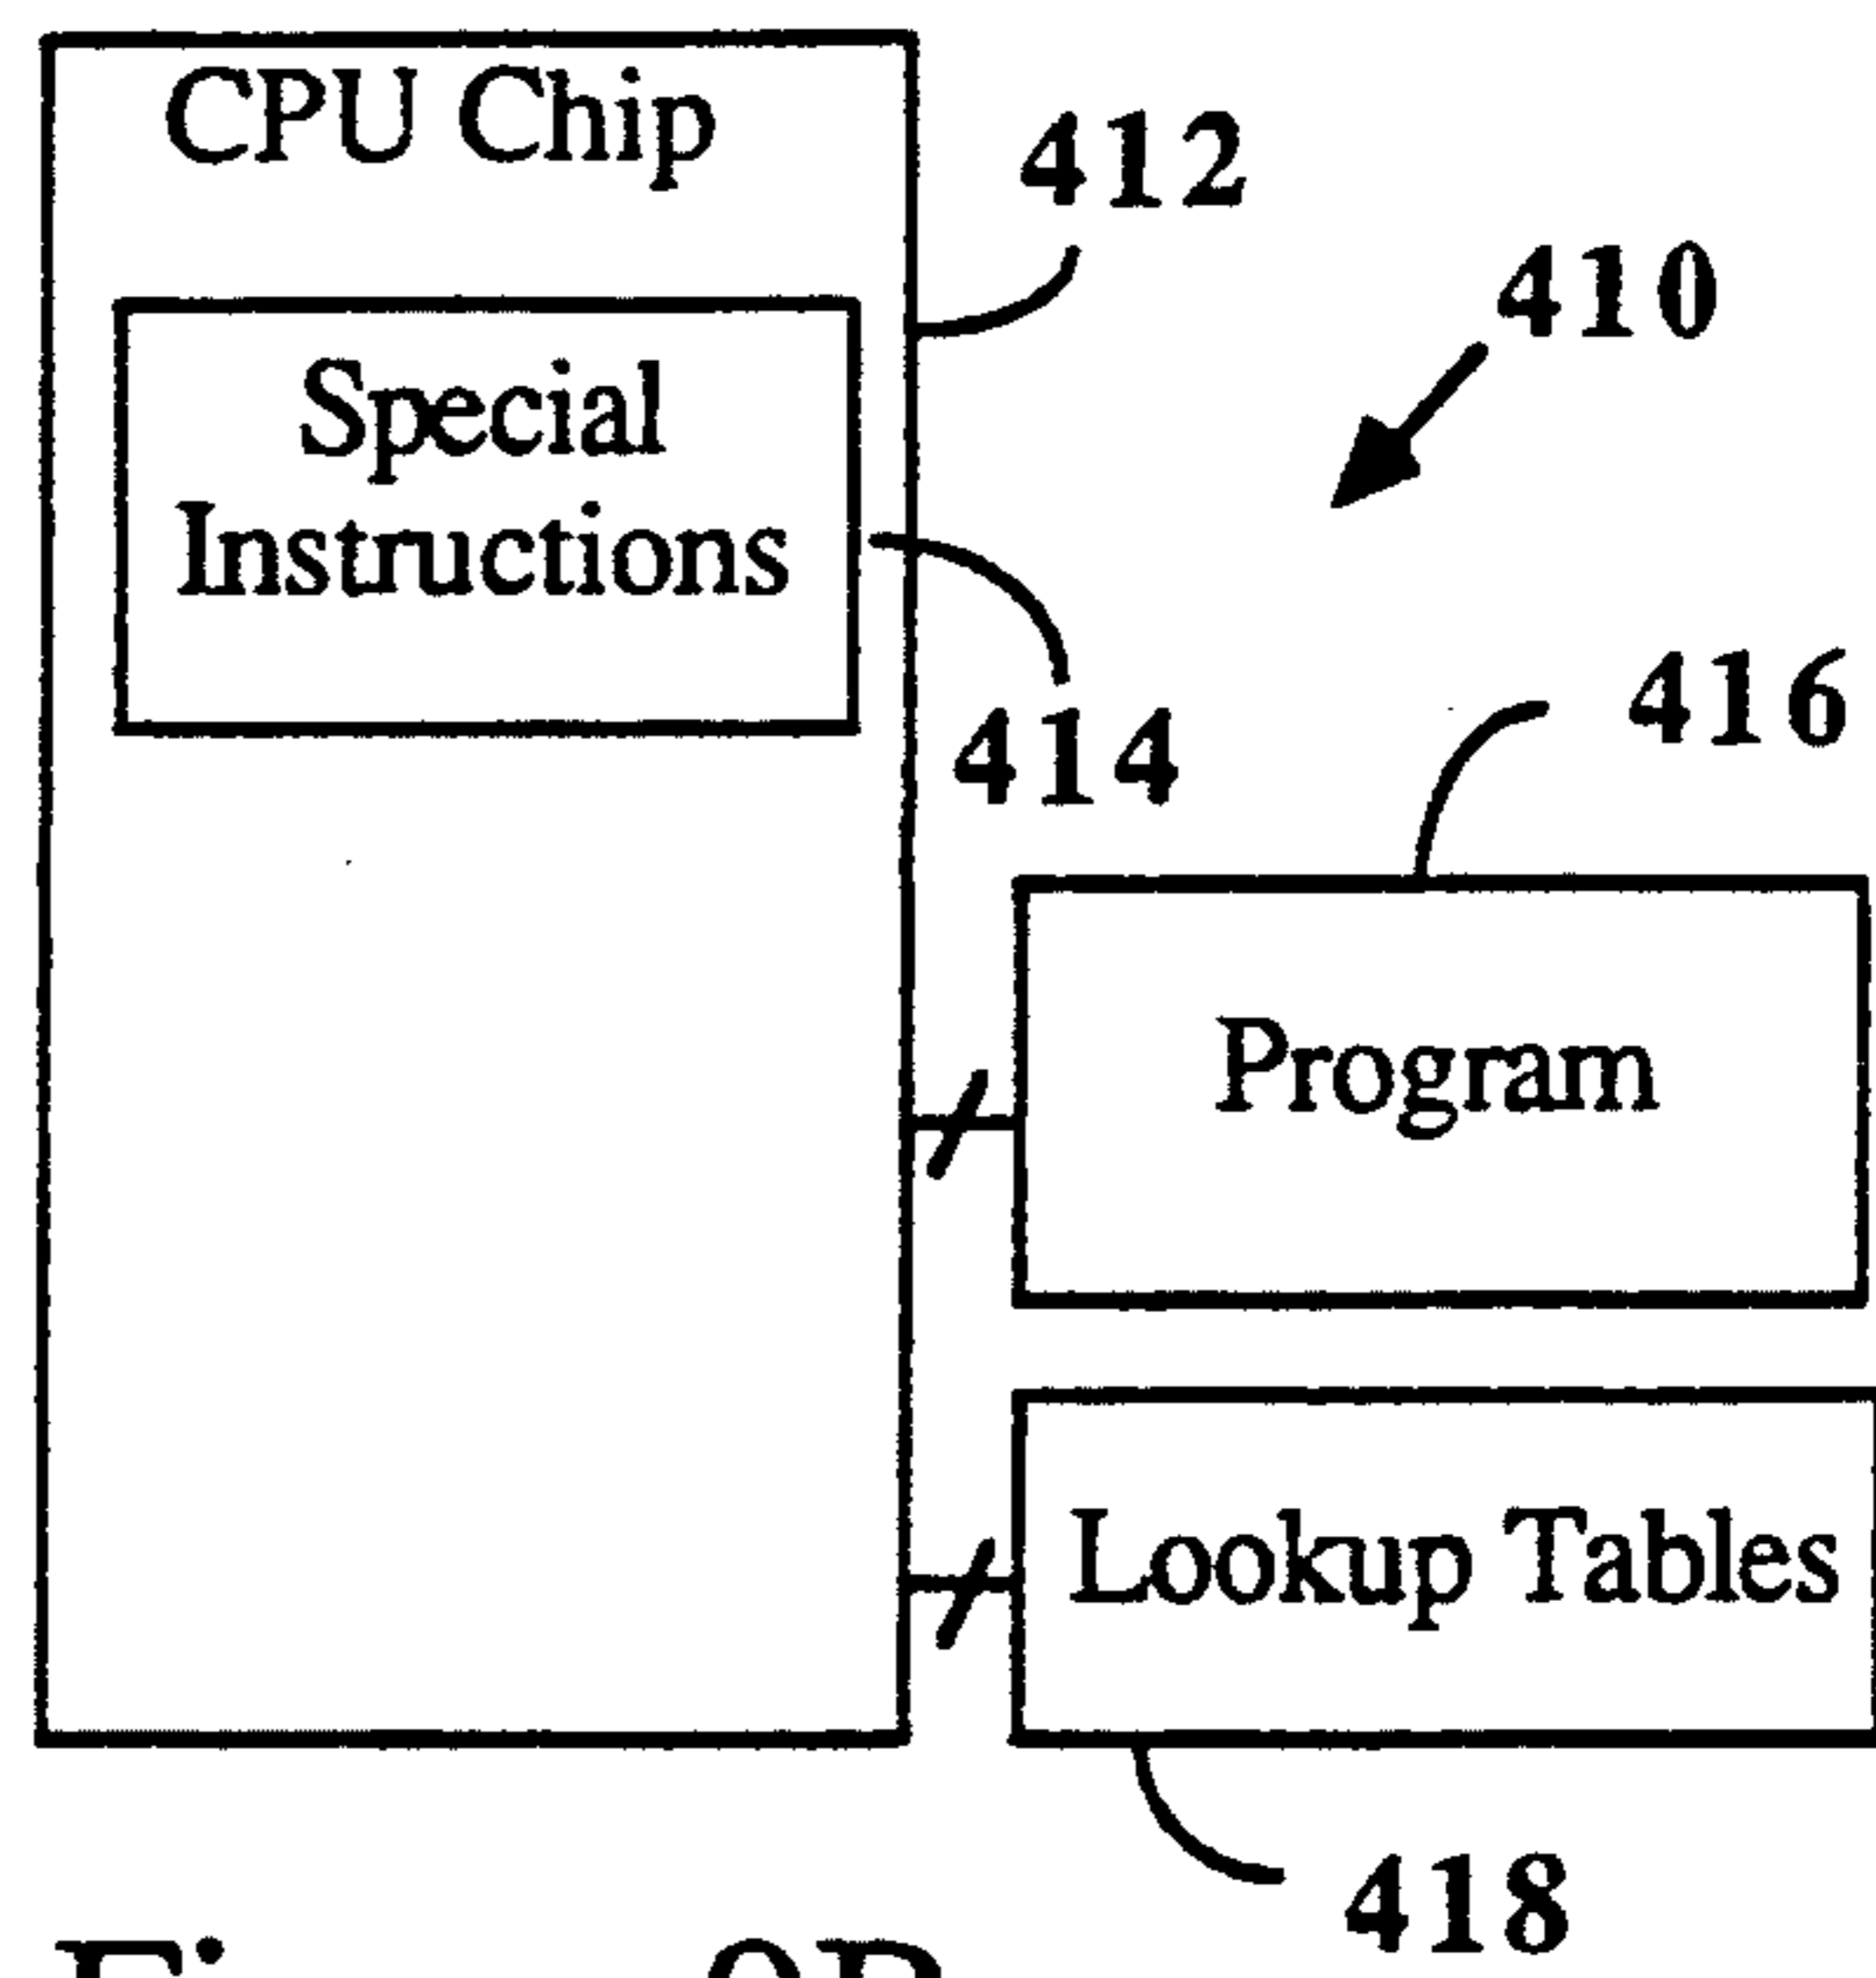 CPU Chip
412
410
Special
Instructions
414
416
Program
Lookup Tables
418